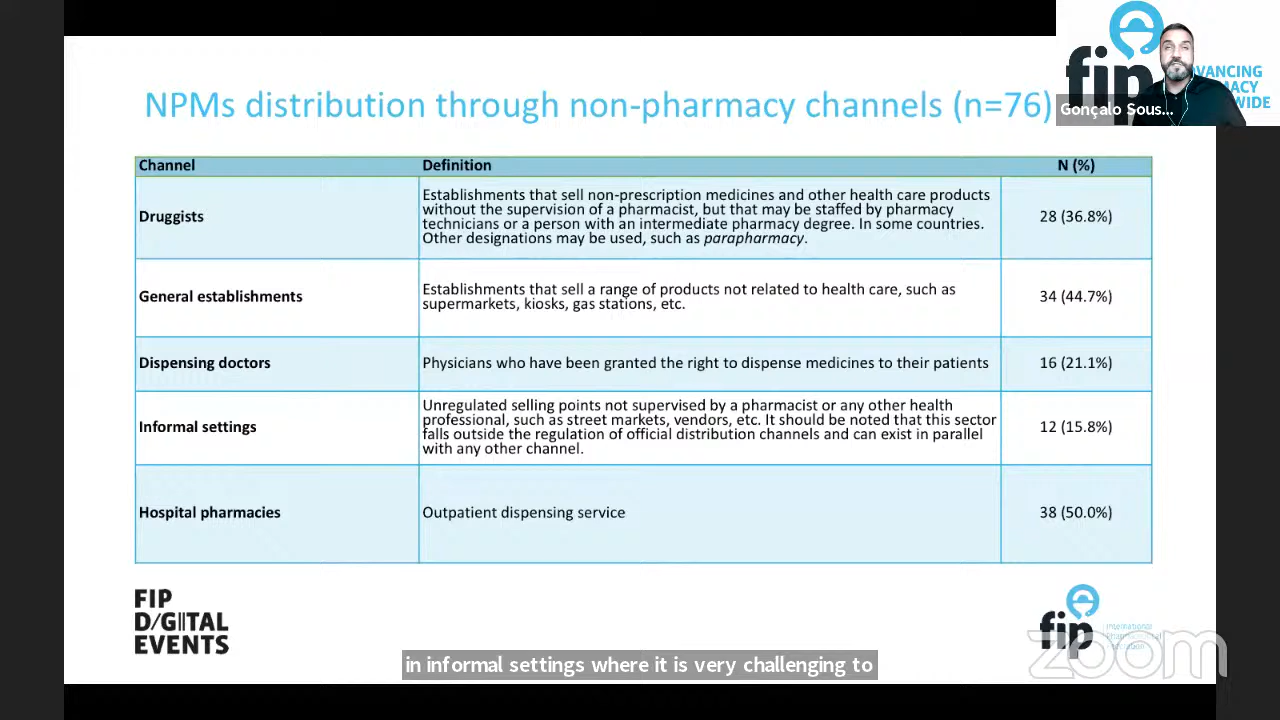 fip
ADVANCING
PHARMACY
WORLDWIDE
Gonçalo Sous...
NPMs distribution through non-pharmacy channels (n=76)
Channel Definition N (%)
Druggists
Establishments that sell non-prescription medicines and other health care products
without the supervision of a pharmacist, but that may be staffed by pharmacy
technicians or a person with an intermediate pharmacy degree. In some countries.
Other designations may be used, such as parapharmacy.
28 (36.8%)
General establishments
Establishments that sell a range of products not related to health care, such as
supermarkets, kiosks, gas stations, etc.
34 (44.7%)
Dispensing doctors
Physicians who have been granted the right to dispense medicines to their patients
16 (21.1%)
Informal settings
Unregulated selling points not supervised by a pharmacist or any other health
professional, such as street markets, vendors, etc. It should be noted that this sector
falls outside the regulation of official distribution channels and can exist in parallel
with any other channel.
12 (15.8%)
Hospital pharmacies
Outpatient dispensing service
38 (50.0%)
FIP
D/GITAL
EVENTS
fip
International
Pharmaceutical
Federation
zoom
in informal settings where it is very challenging to